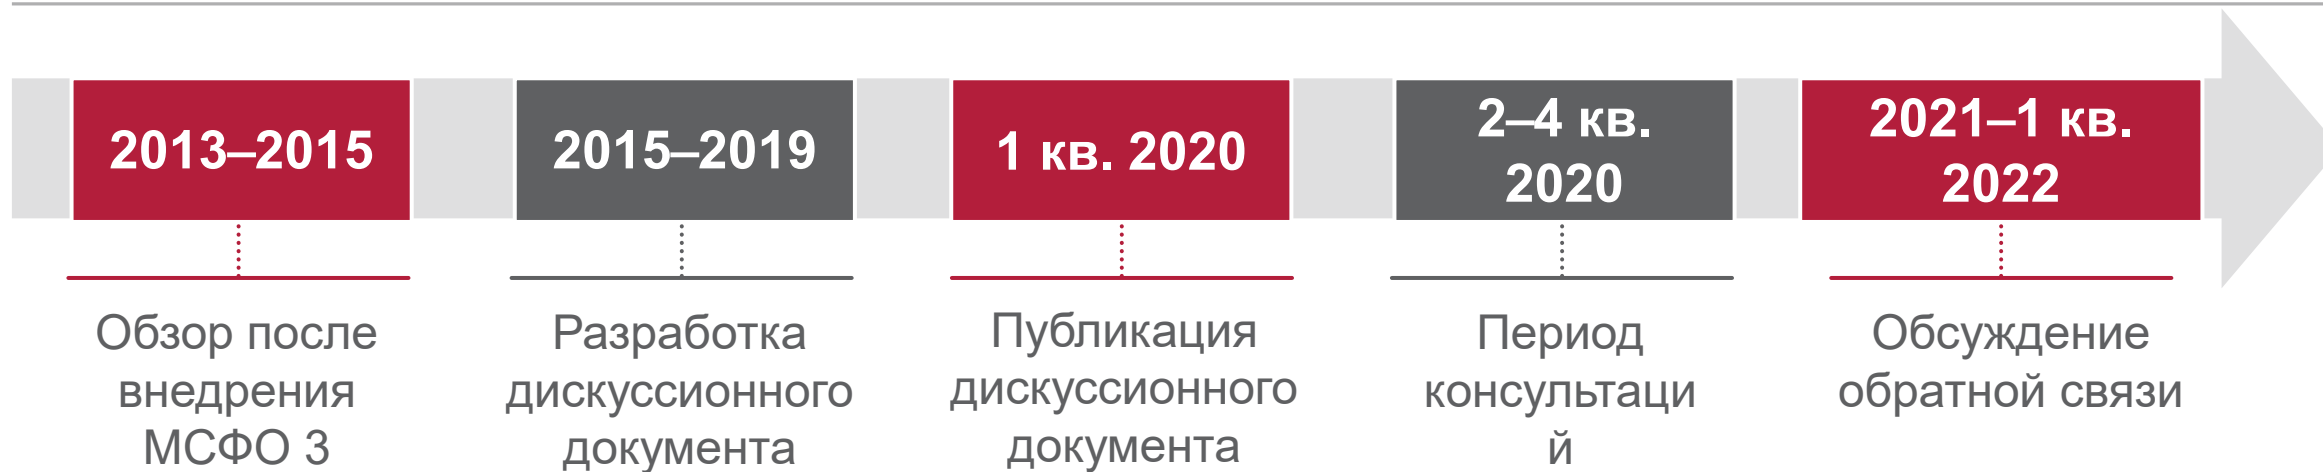 2013–2015
2015–2019
1 кв. 2020
2–4 кв.
2020
2021–1 кв.
2022
Обзор после
внедрения
МСФО 3
Разработка
дискуссионного
документа
Публикация
дискуссионного
документа
Период
консультаци
й
Обсуждение
обратной связи